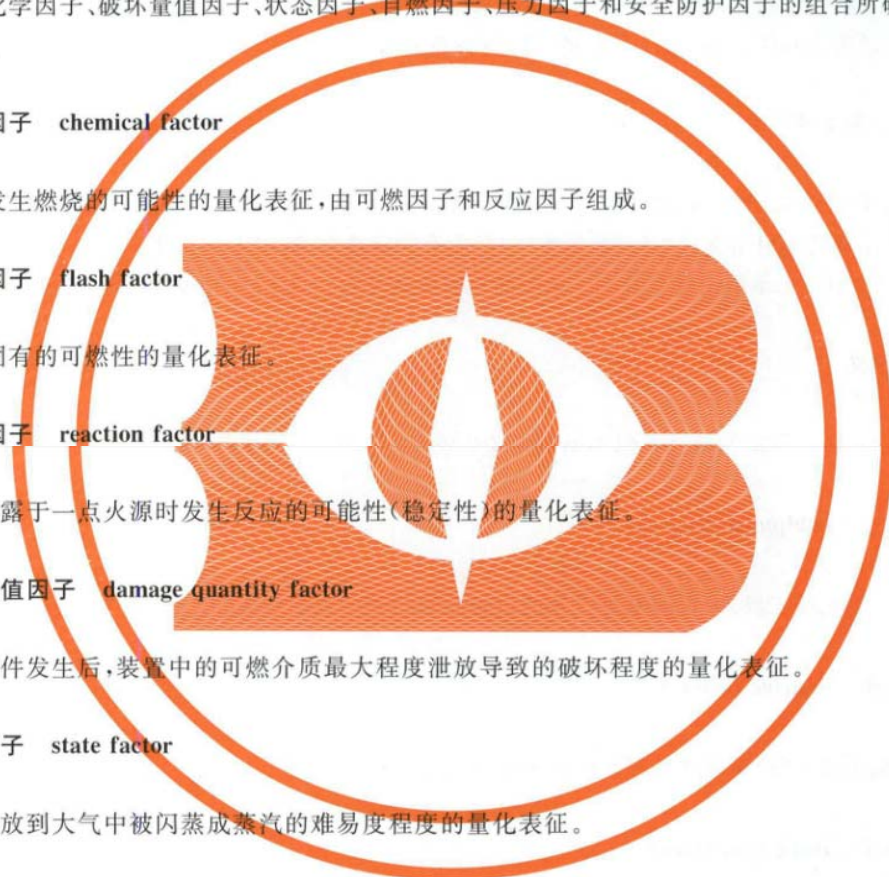 化学因子、破坏量值因子、状态因子、自燃因子、压力因子和安全防护因子的组合所
因子 chemical factor
发生燃烧的可能性的量化表征,由可燃因子和反应因子组成。
因子 flash factor
固有的可燃性的量化表征。
因子 reaction factor
露于一点火源时发生反应的可能性(稳定性)的量化表征。
值因子 damage quantity factor
件发生后,装置中的可燃介质最大程度泄放导致的破坏程度的量化表征。
子 state factor
放到大气中被闪蒸成蒸汽的难易度程度的量化表征。